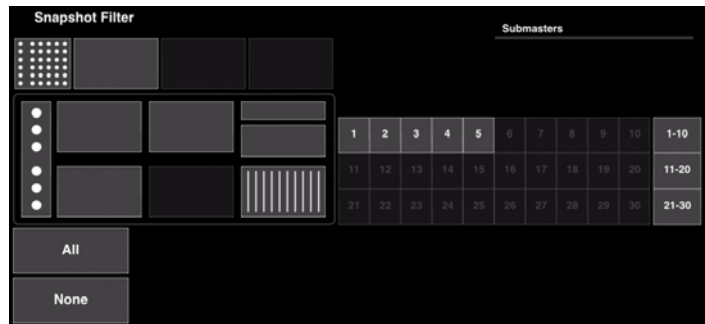 Snapshot Filter
Submasters
1 2 3 4 5 6 7 8 9 10 1-10
11 12 13 14 15 16 17 18 19 20 11-20
21 22 23 24 25 26 27 28 29 30 21-30
All
None